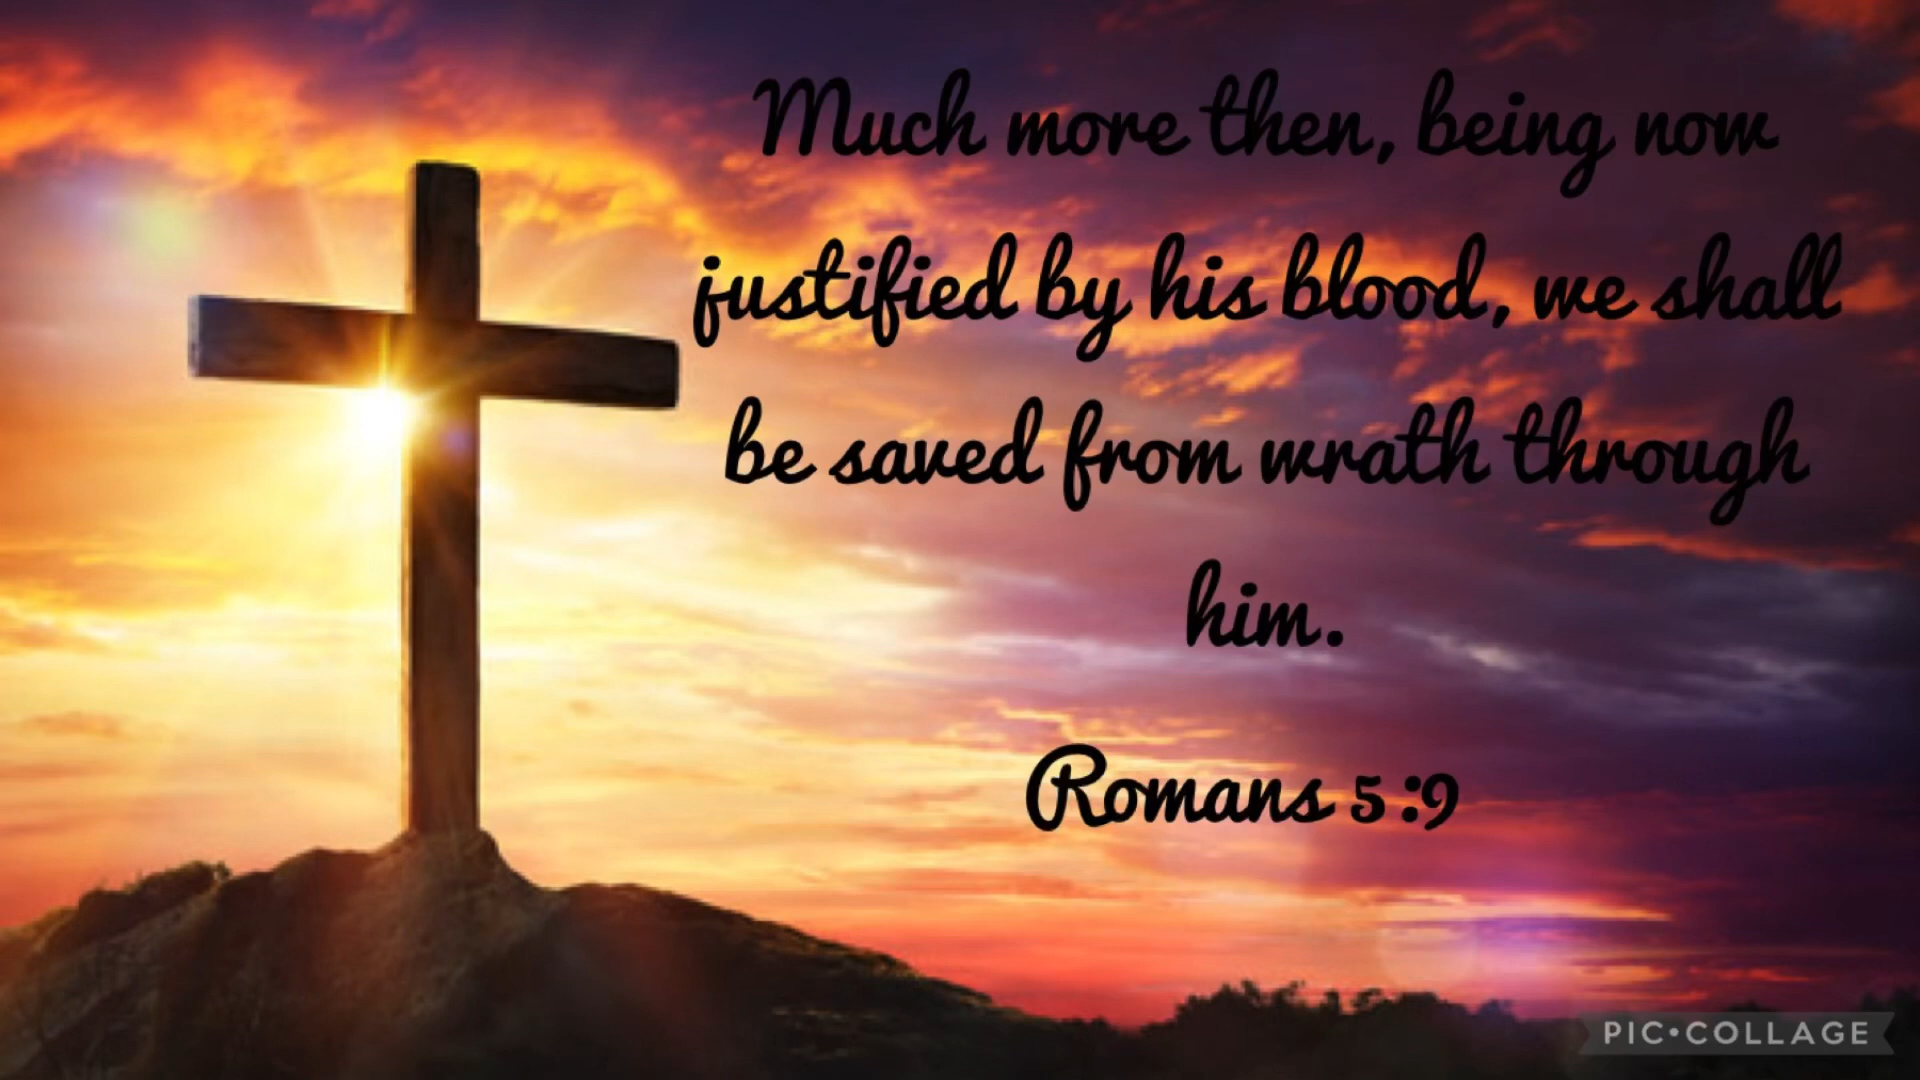 Much more then, being now
justified by his blood, we shall
be saved from wrath through
him.
Romans 5:9
PIC•COLLAGE